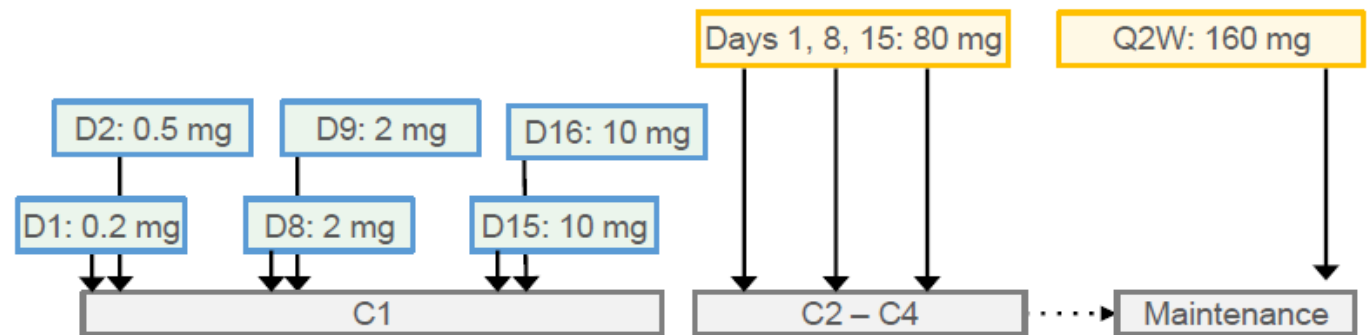 Days 1, 8, 15: 80 mg
Q2W: 160 mg
D2: 0.5 mg
D9: 2 mg
D16: 10 mg
D1: 0.2 mg
D8: 2 mg
D15: 10 mg
C1
C2 – C4
Maintenance